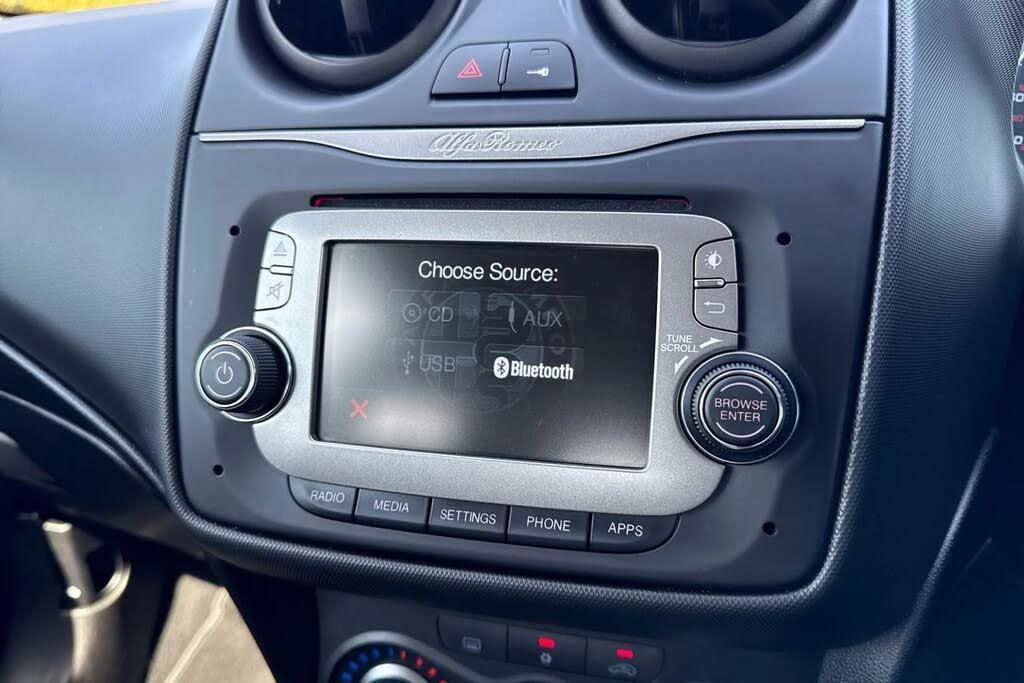 Alfa Romeo
Choose Source:
CD
AUX
USB
Bluetooth
TUNE
SCROLL
BROWSE
ENTER
RADIO
MEDIA
SETTINGS
PHONE
APPS